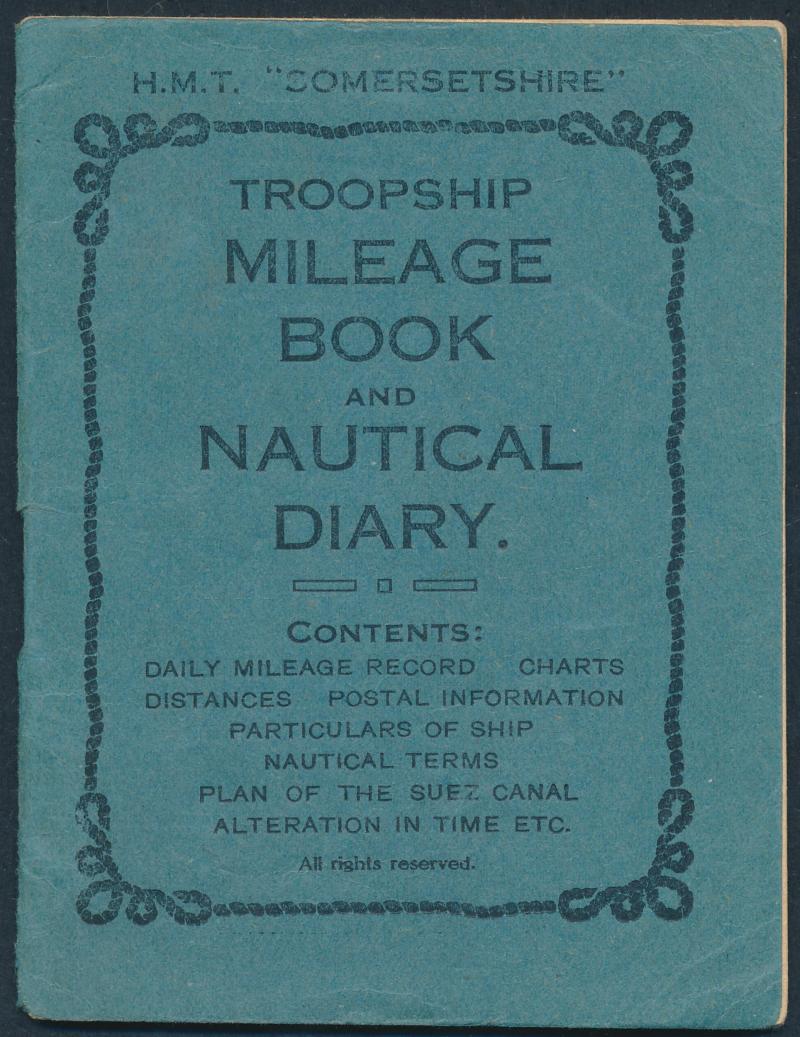 H.M.T. "SOMERSETSHIRE"
TROOPSHIP
MILEAGE
BOOK
AND
NAUTICAL
DIARY.
CONTENTS:
DAILY MILEAGE RECORD CHARTS
DISTANCES POSTAL INFORMATION
PARTICULARS OF SHIP
NAUTICAL TERMS
PLAN OF THE SUEZ CANAL
ALTERATION IN TIME ETC.
All rights reserved.